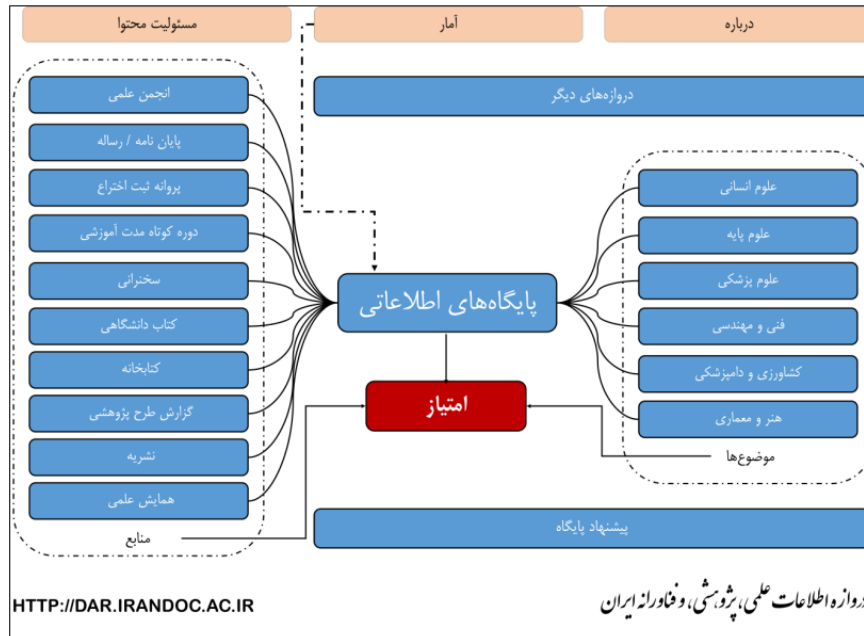 درباره
آمار
مسئولیت محتوا
دروازه‌های دیگر
علوم انسانی
علوم پایه
علوم پزشکی
فنی و مهندسی
کشاورزی و دامپزشکی
هنر و معماری
موضوع‌ها
پایگاه‌های اطلاعاتی
امتیاز
انجمن علمی
پایان نامه / رساله
پروانه ثبت اختراع
دوره کوتاه مدت آموزشی
سخنرانی
کتاب دانشگاهی
کتابخانه
گزارش طرح پژوهشی
نشریه
همایش علمی
منابع
پیشنهاد پایگاه
دروازه اطلاعات علمی، پژوهشی، و فناورانه ایران
HTTP://DAR.IRANDOC.AC.IR